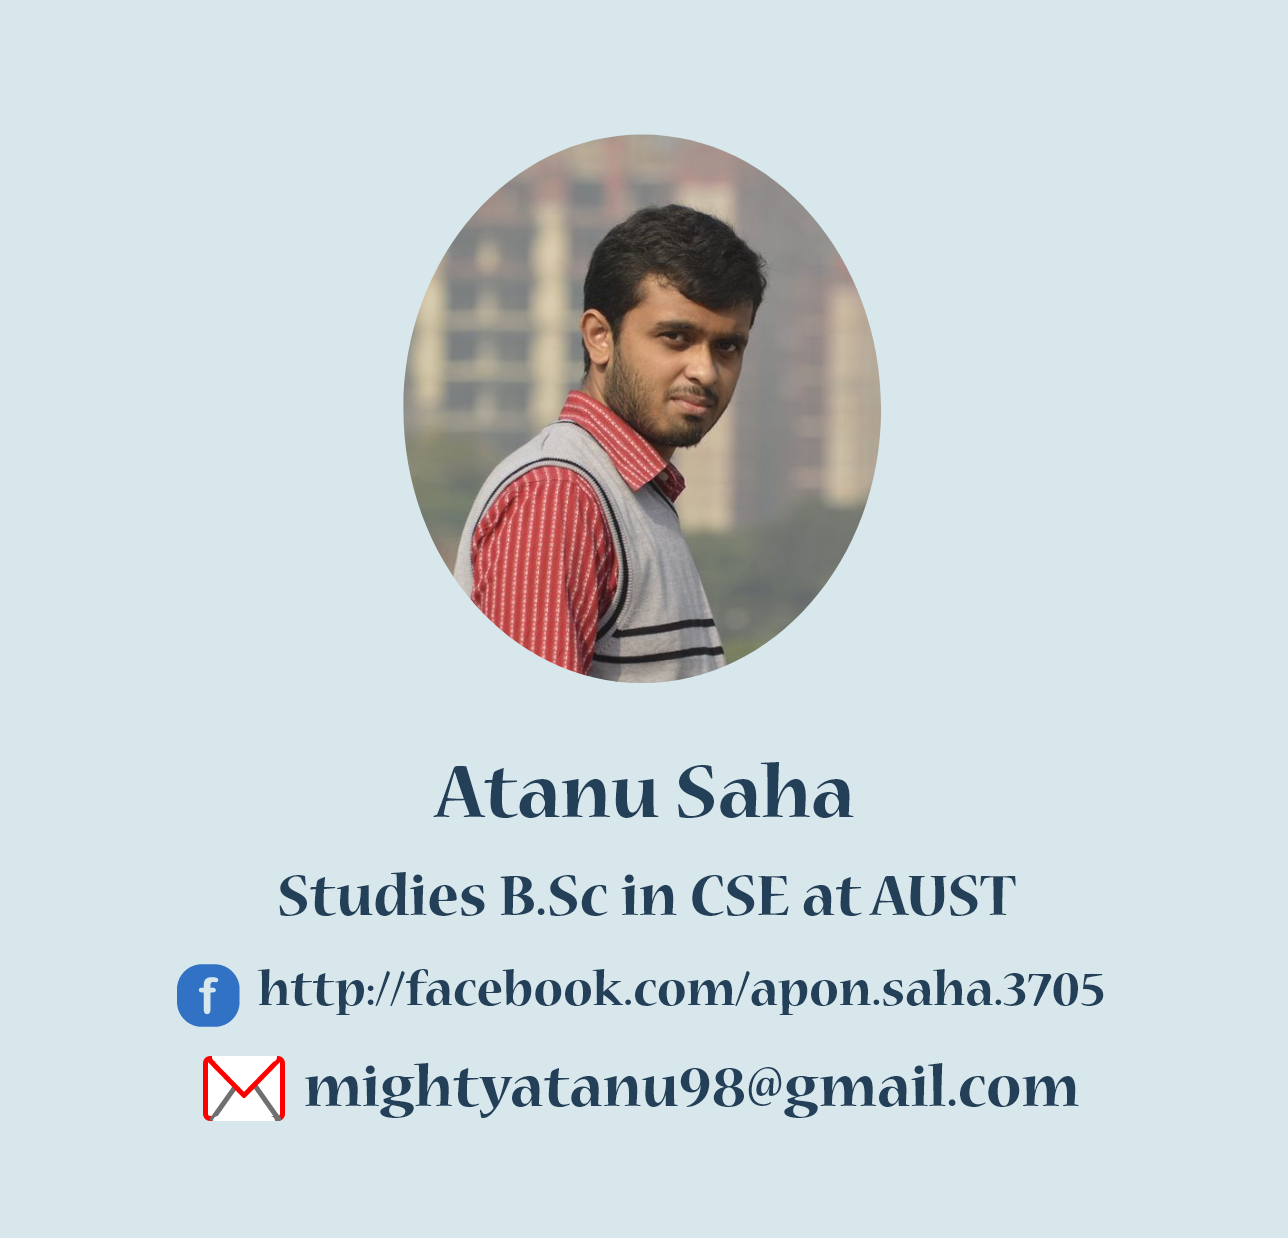 Atanu Saha
Studies B.Sc in CSE at AUST
f http://facebook.com/apon.saha.3705
mightyatanu98@gmail.com